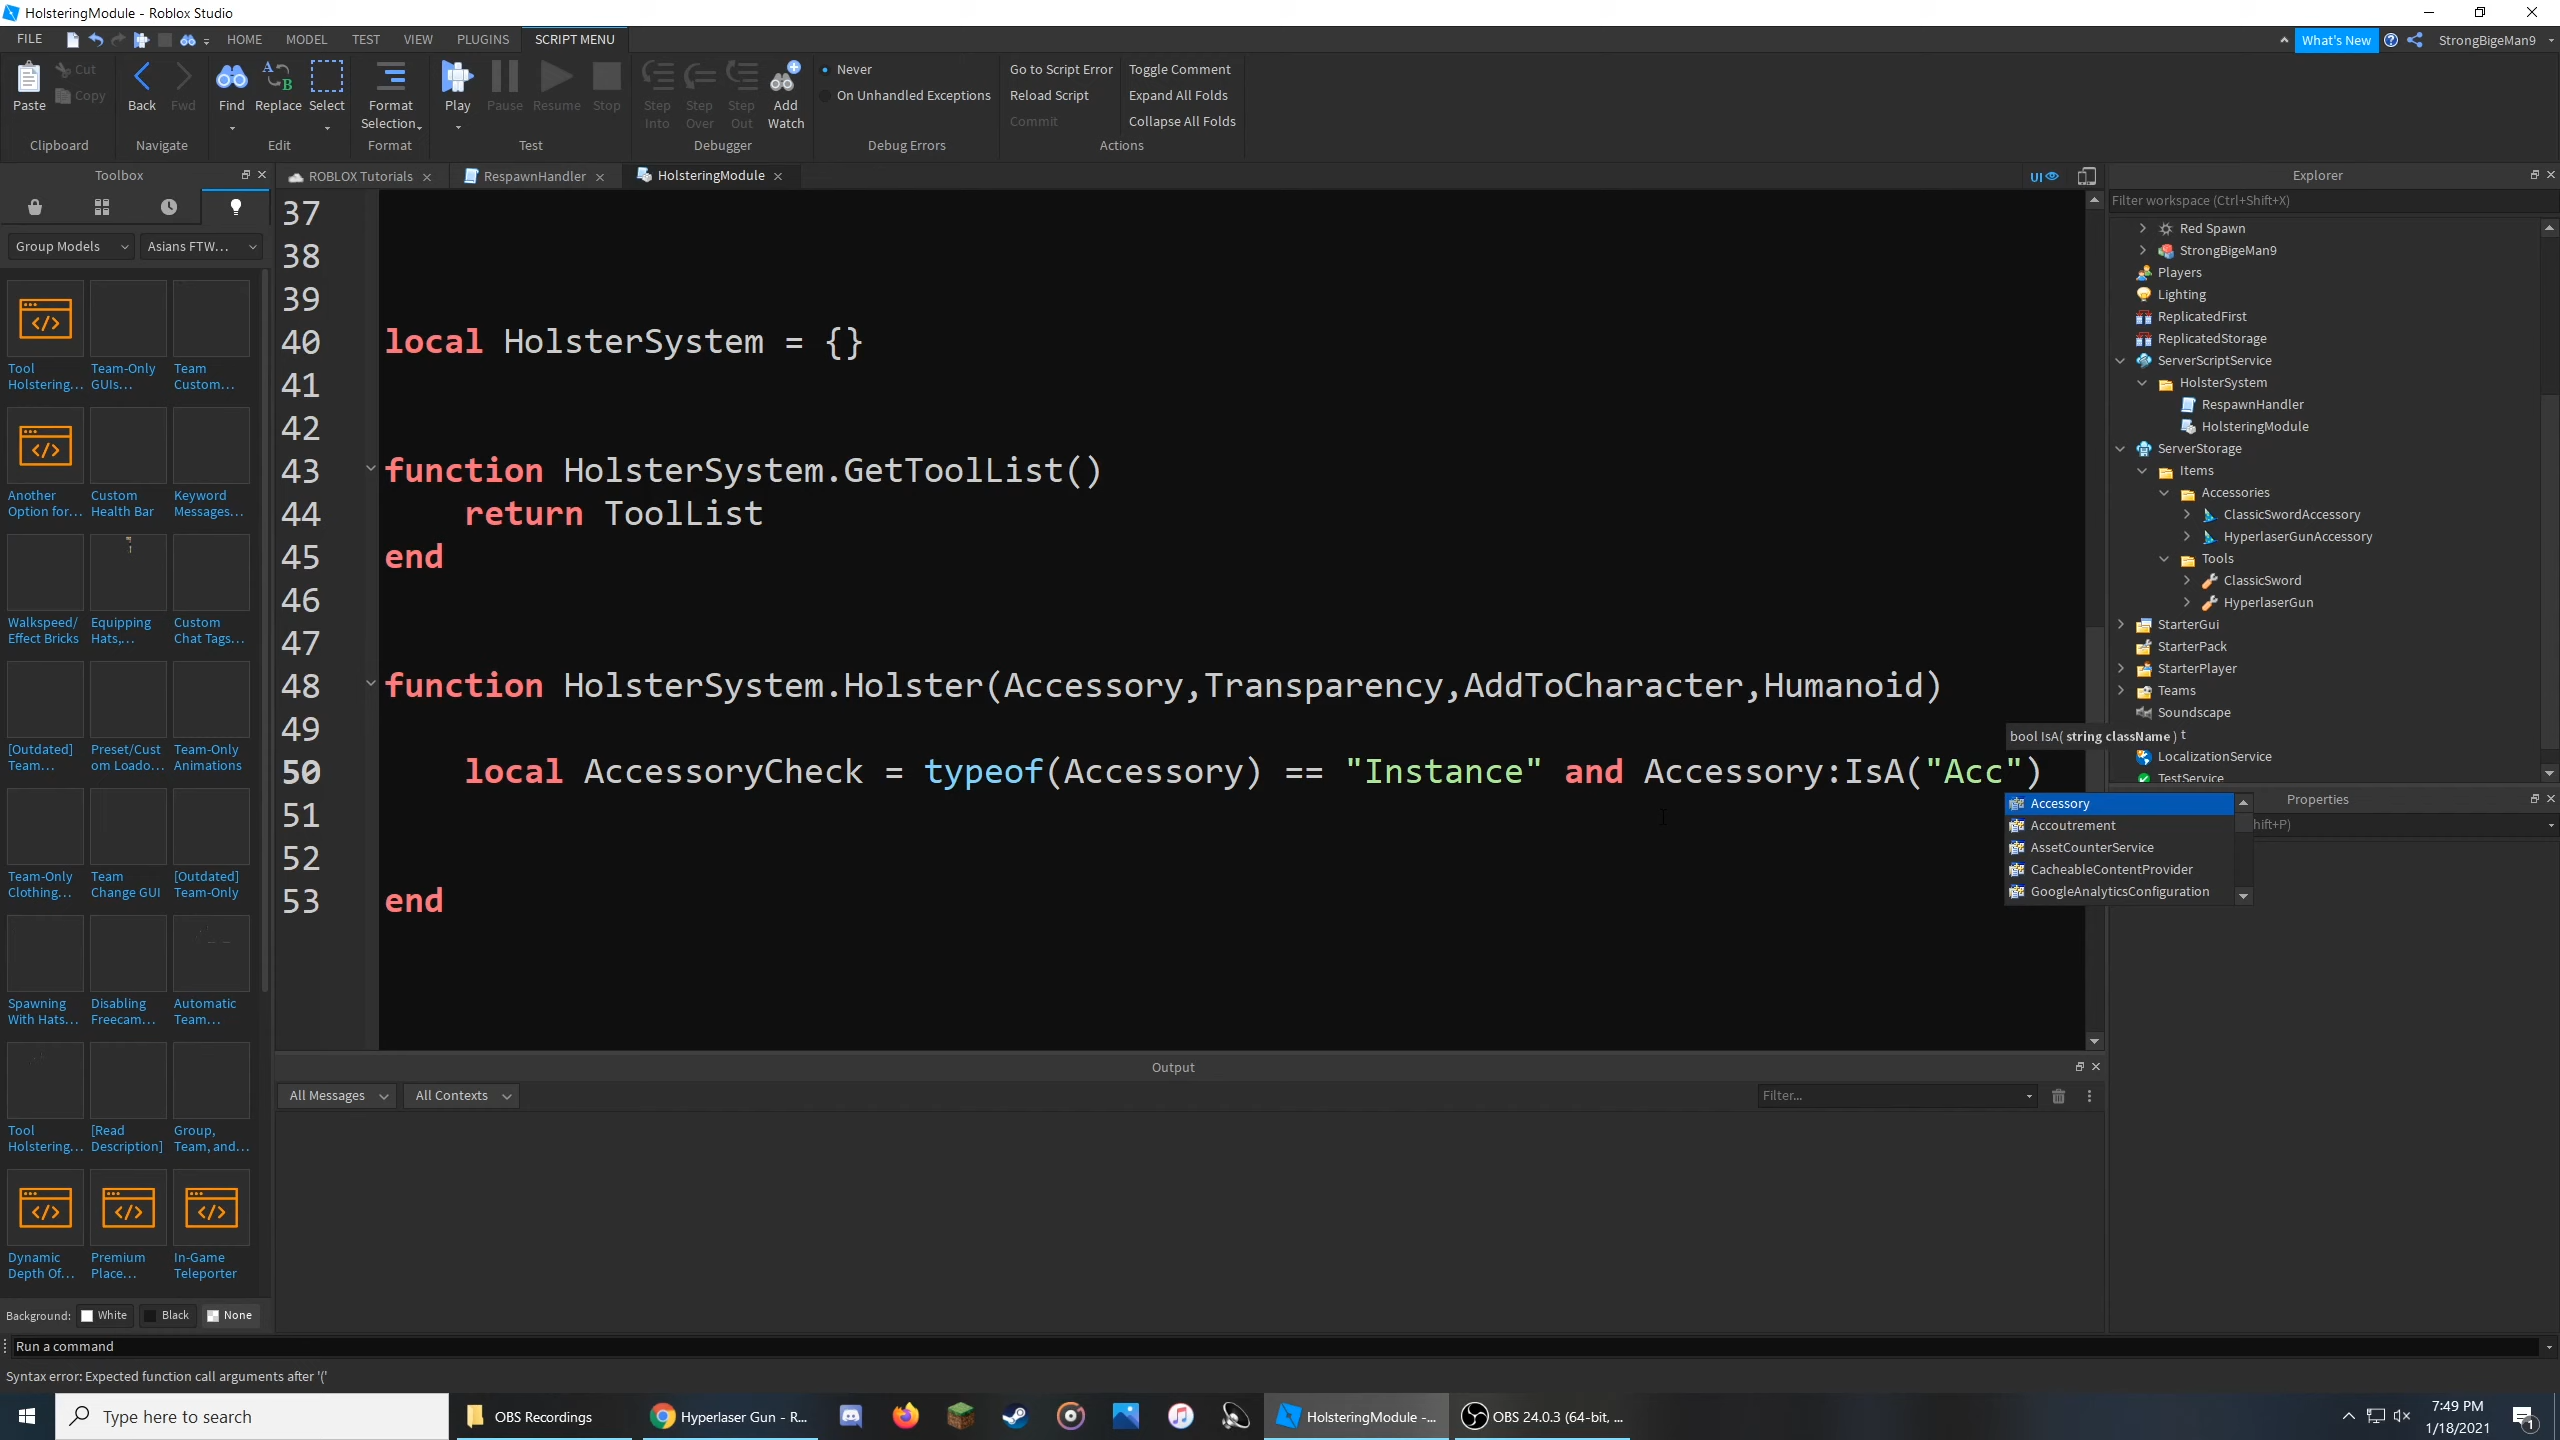 HolsteringModule - Roblox Studio
FILE HOME MODEL TEST VIEW PLUGINS SCRIPT MENU What's New StrongBigeMan9
Paste Cut Copy
Clipboard
Back Fwd
Navigate
Find Replace Select
Edit
Format Selection
Format
Play Pause Resume Stop
Test
Step Into Step Over Step Out Add Watch
Debugger
Never
On Unhandled Exceptions
Debug Errors
Go to Script Error Toggle Comment
Reload Script Expand All Folds
Commit Collapse All Folds
Actions
Toolbox
Group Models Asians FTW...
Tool Holstering... Team-Only GUIs... Team Custom...
Another Option for... Custom Health Bar Keyword Messages...
Walkspeed/ Effect Bricks Equipping Hats,... Custom Chat Tags...
[Outdated] Team... Preset/Cust om Loado... Team-Only Animations
Team-Only Clothing... Team Change GUI [Outdated] Team-Only
Spawning With Hats... Disabling Freecam... Automatic Team...
Tool Holstering... [Read Description] Group, Team, and...
Dynamic Depth Of... Premium Place... In-Game Teleporter
Background: White Black None
ROBLOX Tutorials RespawnHandler HolsteringModule UI
37
38
39
40 local HolsterSystem = {}
41
42
43 function HolsterSystem.GetToolList()
44 return ToolList
45 end
46
47
48 function HolsterSystem.Holster(Accessory,Transparency,AddToCharacter,Humanoid)
49
50 local AccessoryCheck = typeof(Accessory) == "Instance" and Accessory:IsA("Acc")
51
52
53 end
bool IsA( string className )
Accessory
Accoutrement
AssetCounterService
CacheableContentProvider
GoogleAnalyticsConfiguration
Output
All Messages All Contexts Filter...
Explorer
Filter workspace (Ctrl+Shift+X)
Red Spawn
StrongBigeMan9
Players
Lighting
ReplicatedFirst
ReplicatedStorage
ServerScriptService
HolsterSystem
RespawnHandler
HolsteringModule
ServerStorage
Items
Accessories
ClassicSwordAccessory
HyperlaserGunAccessory
Tools
ClassicSword
HyperlaserGun
StarterGui
StarterPack
StarterPlayer
Teams
Soundscape
t
LocalizationService
TestService
Properties
hift+P)
Run a command
Syntax error: Expected function call arguments after '('
Type here to search OBS Recordings Hyperlaser Gun - R... HolsteringModule -... OBS 24.0.3 (64-bit, ...
7:49 PM
1/18/2021
1